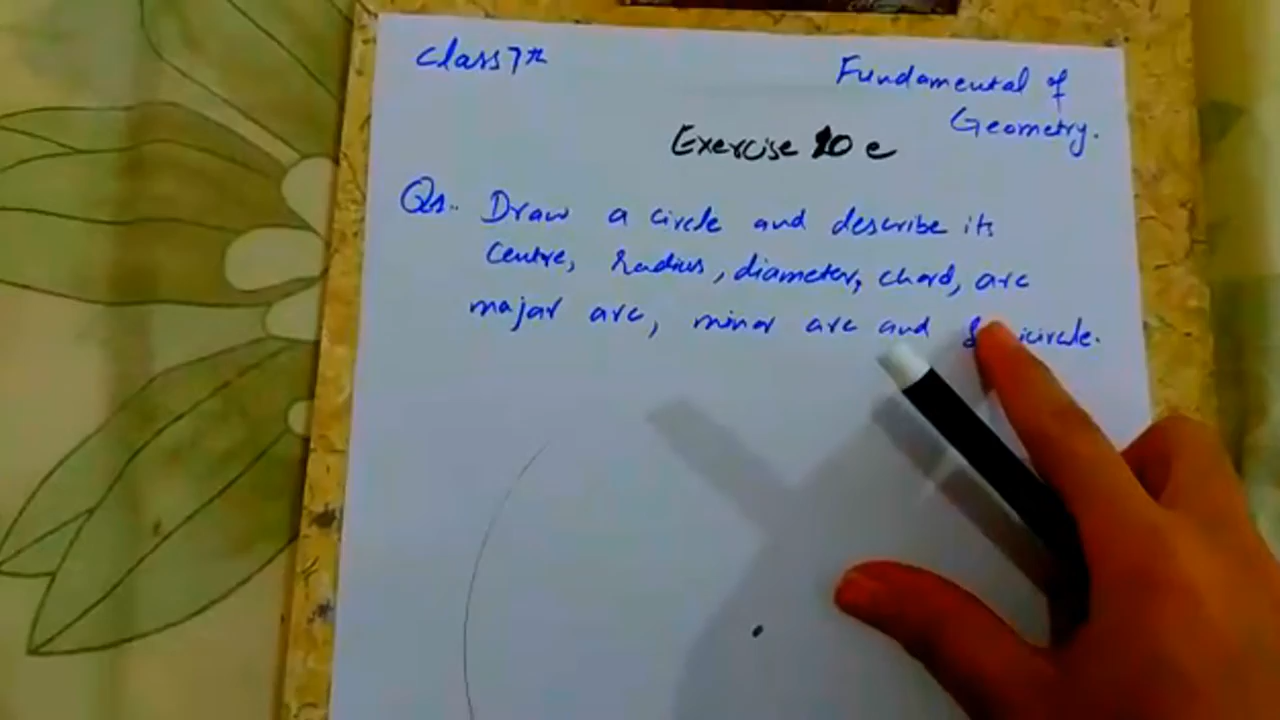 Class 7th
Fundamental of
Geometry.
Exercise 10 e
Q1. Draw a circle and describe its
centre, radius, diameter, chord, arc
major arc, minor arc and